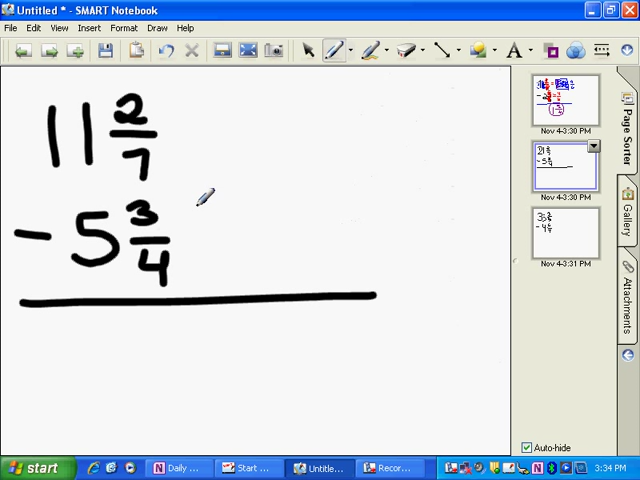 Untitled * - SMART Notebook
File Edit View Insert Format Draw Help
11 2/7
- 5 3/4
Nov 4-3:30 PM
Nov 4-3:30 PM
Nov 4-3:31 PM
Page Sorter
Gallery
Attachments
Auto-hide
start
Daily ...
Start ...
Untitle...
Recor...
3:34 PM